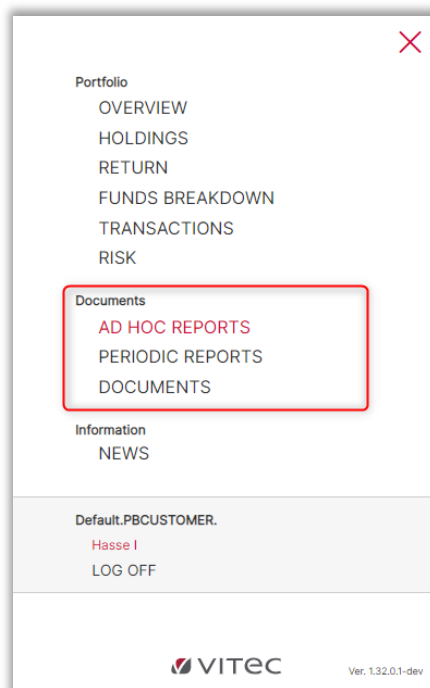 Portfolio
OVERVIEW
HOLDINGS
RETURN
FUNDS BREAKDOWN
TRANSACTIONS
RISK
Documents
AD HOC REPORTS
PERIODIC REPORTS
DOCUMENTS
Information
NEWS
Default.PBCUSTOMER.
Hasse I
LOG OFF
VITEC
Ver. 1.32.0.1-dev